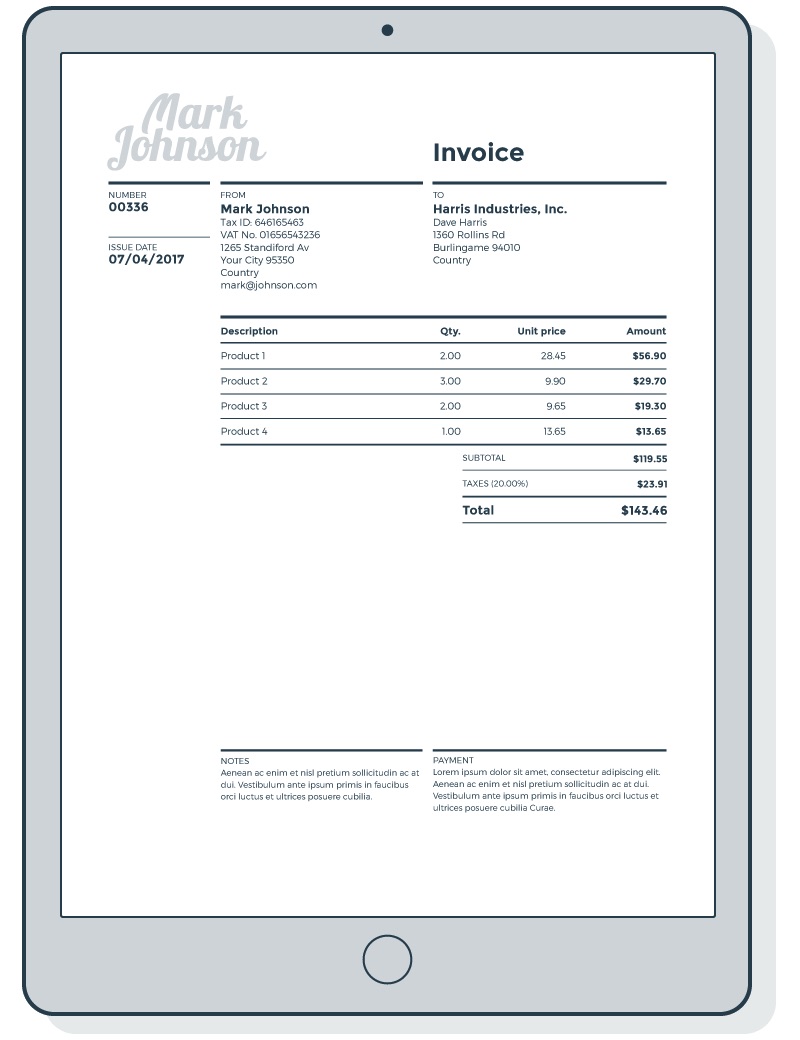 Mark
Johnson
Invoice
NUMBER
00336
ISSUE DATE
07/04/2017
FROM
Mark Johnson
Tax ID: 646165463
VAT No. 01656543236
1265 Standiford Av
Your City 95350
Country
mark@johnson.com
TO
Harris Industries, Inc.
Dave Harris
1360 Rollins Rd
Burlingame 94010
Country
Description Qty. Unit price Amount
Product 1 2.00 28.45 $56.90
Product 2 3.00 9.90 $29.70
Product 3 2.00 9.65 $19.30
Product 4 1.00 13.65 $13.65
SUBTOTAL $119.55
TAXES (20.00%) $23.91
Total $143.46
NOTES
Aenean ac enim et nisl pretium sollicitudin ac at
dui. Vestibulum ante ipsum primis in faucibus
orci luctus et ultrices posuere cubilia.
PAYMENT
Lorem ipsum dolor sit amet, consectetur adipiscing elit.
Aenean ac enim et nisl pretium sollicitudin ac at dui.
Vestibulum ante ipsum primis in faucibus orci luctus et
ultrices posuere cubilia Curae.